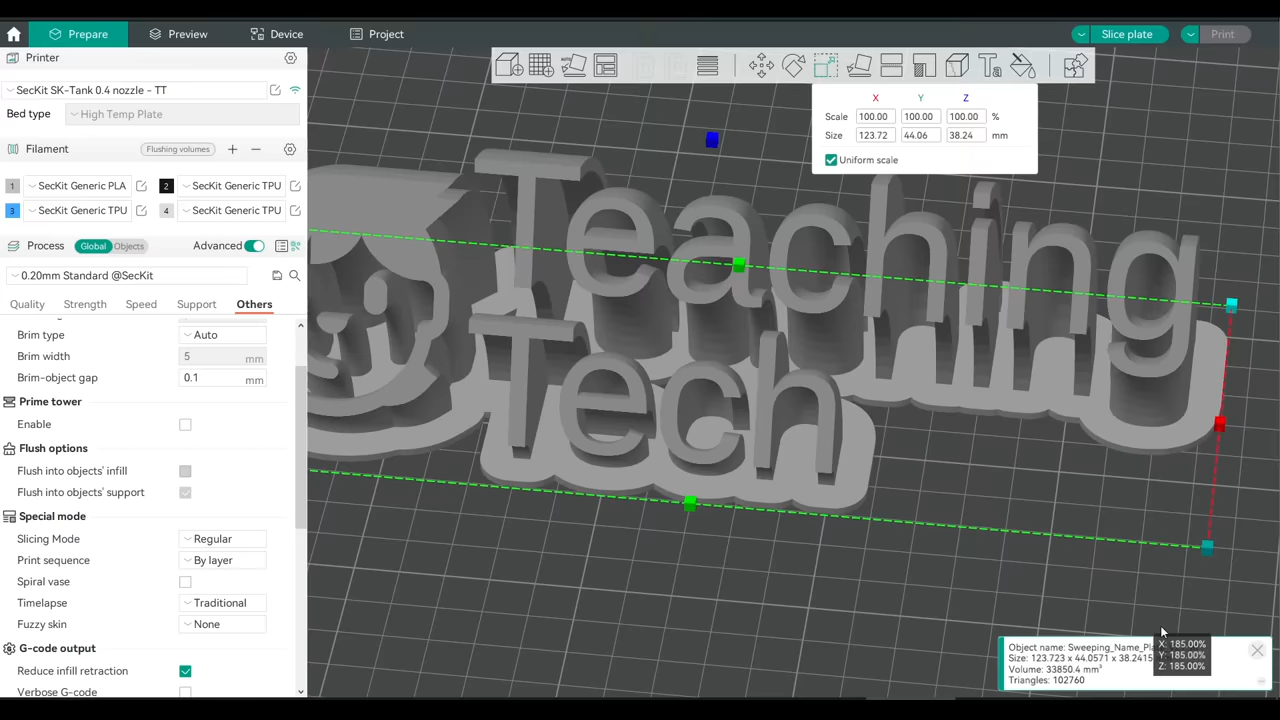 Prepare Preview Device Project Slice plate Print
Printer
SecKit SK-Tank 0.4 nozzle - TT
Bed type High Temp Plate
Filament Flushing volumes
1 SecKit Generic PLA 2 SecKit Generic TPU
3 SecKit Generic TPU 4 SecKit Generic TPU
Process Global Objects Advanced
0.20mm Standard @SecKit
Quality Strength Speed Support Others
Brim type Auto
Brim width 5 mm
Brim-object gap 0.1 mm
Prime tower
Enable
Flush options
Flush into objects' infill
Flush into objects' support
Special mode
Slicing Mode Regular
Print sequence By layer
Spiral vase
Timelapse Traditional
Fuzzy skin None
G-code output
Reduce infill retraction
Verbose G-code
X Y Z
Scale 100.00 100.00 100.00 %
Size 123.72 44.06 38.24 mm
Uniform scale
Teaching
Tech
Object name: Sweeping_Name_Pla
Size: 123.723 x 44.0571 x 38.2415
Volume: 33850.4 mm³
Triangles: 102760
X: 185.00%
Y: 185.00%
Z: 185.00%